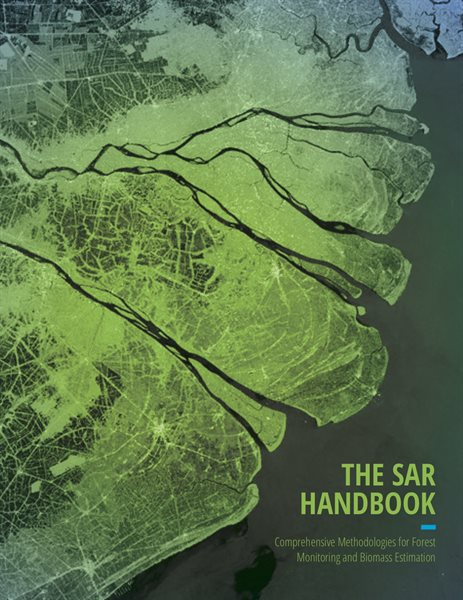 THE SAR
HANDBOOK
Comprehensive Methodologies for Forest
Monitoring and Biomass Estimation